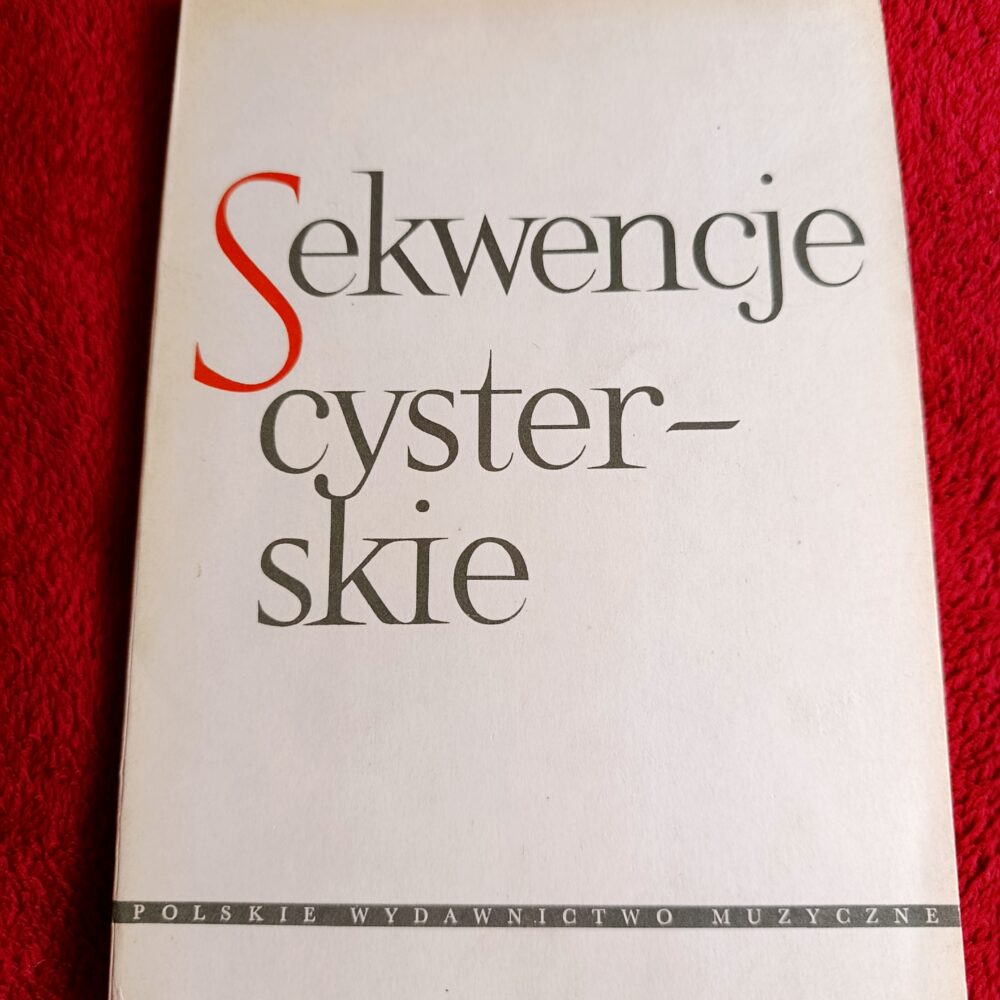 Sekwencje
cyster–
skie
POLSKIE WYDAWNICTWO MUZYCZNE